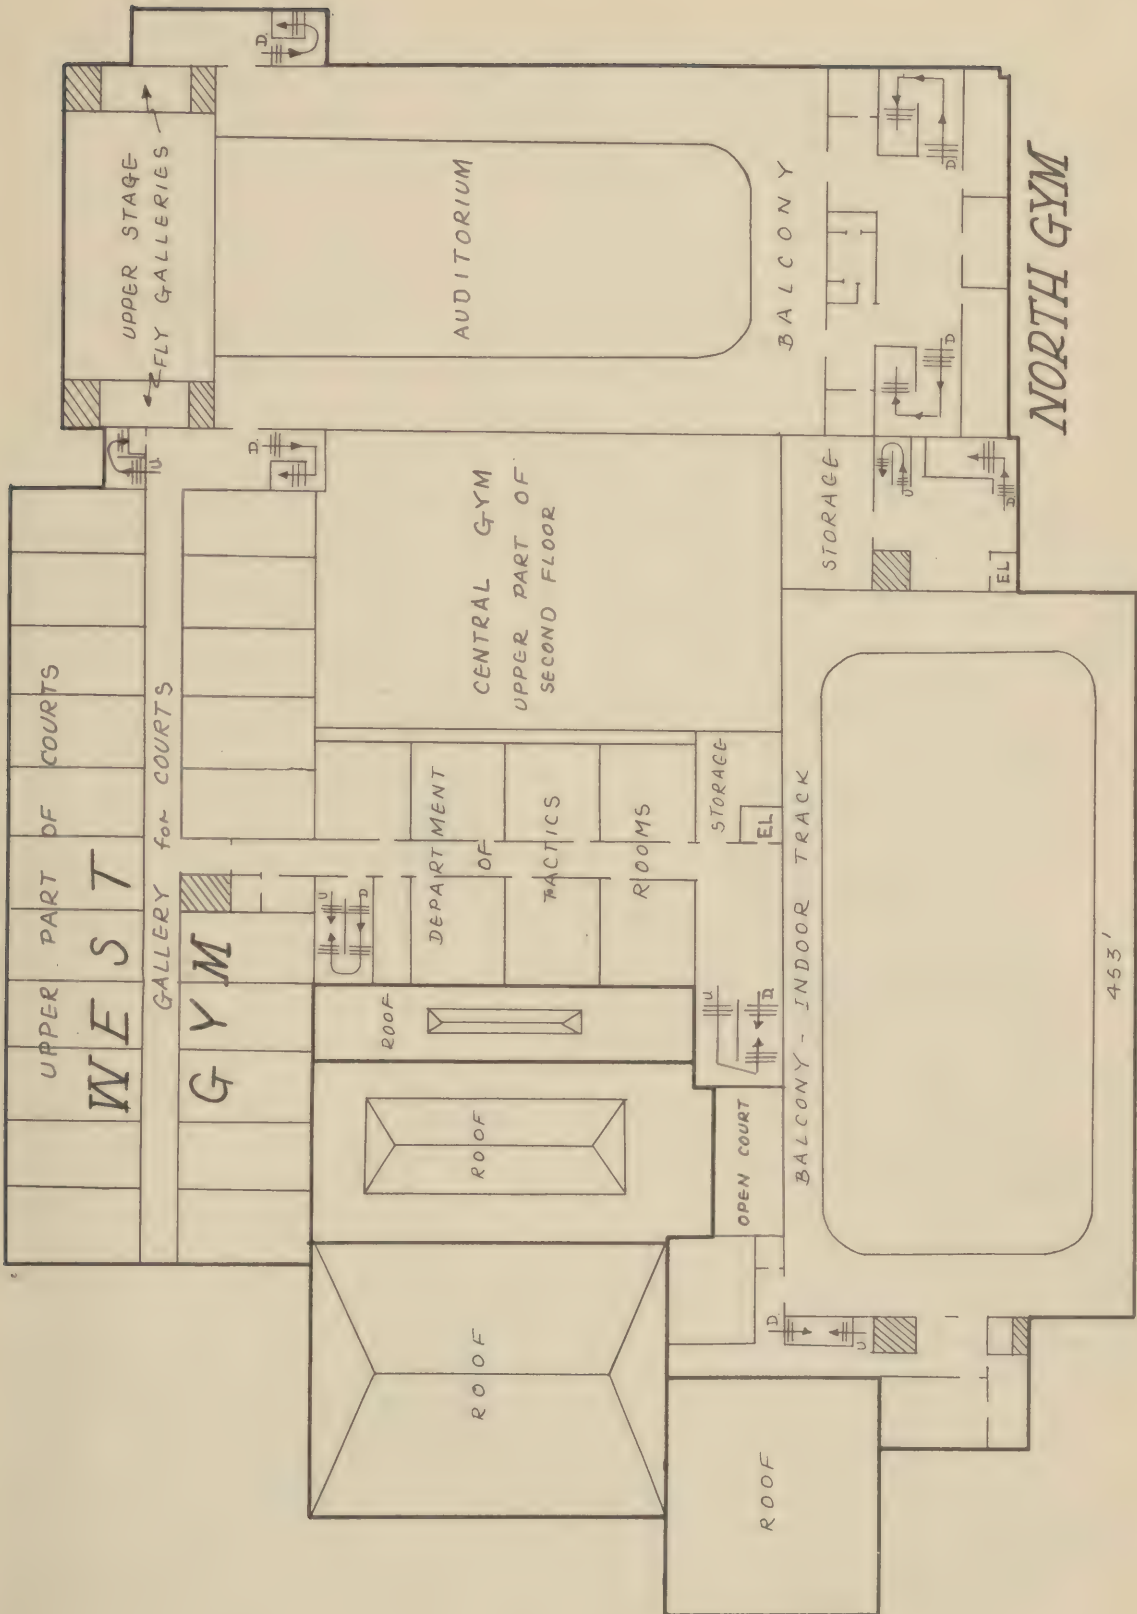 UPPER STAGE
FLY GALLERIES
D.
AUDITORIUM
BALCONY
D
D
NORTH GYM
U
D.
CENTRAL GYM
UPPER PART OF
SECOND FLOOR
STORAGE
U
D
EL
UPPER PART OF COURTS
WEST
GALLERY for COURTS
GYM
U
D
DEPARTMENT
OF
TACTICS
ROOMS
STORAGE
EL
U
D
BALCONY - INDOOR TRACK
453'
ROOF
ROOF
OPEN COURT
ROOF
D
U
ROOF